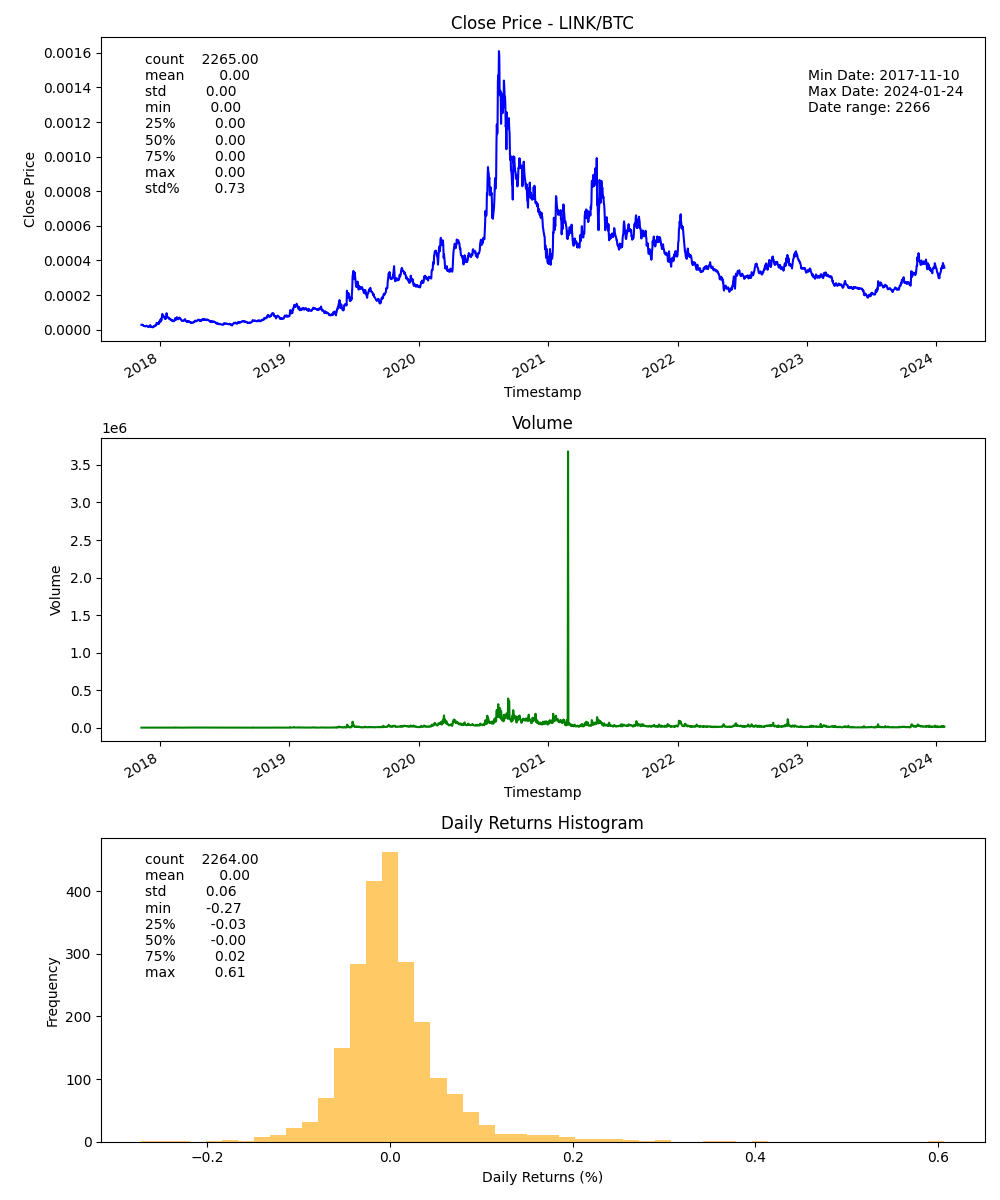 Close Price - LINK/BTC
Close Price
0.0016
0.0014
0.0012
0.0010
0.0008
0.0006
0.0004
0.0002
0.0000
count 2265.00
mean 0.00
std 0.00
min 0.00
25% 0.00
50% 0.00
75% 0.00
max 0.00
std% 0.73
Min Date: 2017-11-10
Max Date: 2024-01-24
Date range: 2266
2018 2019 2020 2021 2022 2023 2024
Timestamp
Volume
1e6
Volume
3.5
3.0
2.5
2.0
1.5
1.0
0.5
0.0
2018 2019 2020 2021 2022 2023 2024
Timestamp
Daily Returns Histogram
Frequency
400
300
200
100
0
count 2264.00
mean 0.00
std 0.06
min -0.27
25% -0.03
50% -0.00
75% 0.02
max 0.61
−0.2 0.0 0.2 0.4 0.6
Daily Returns (%)